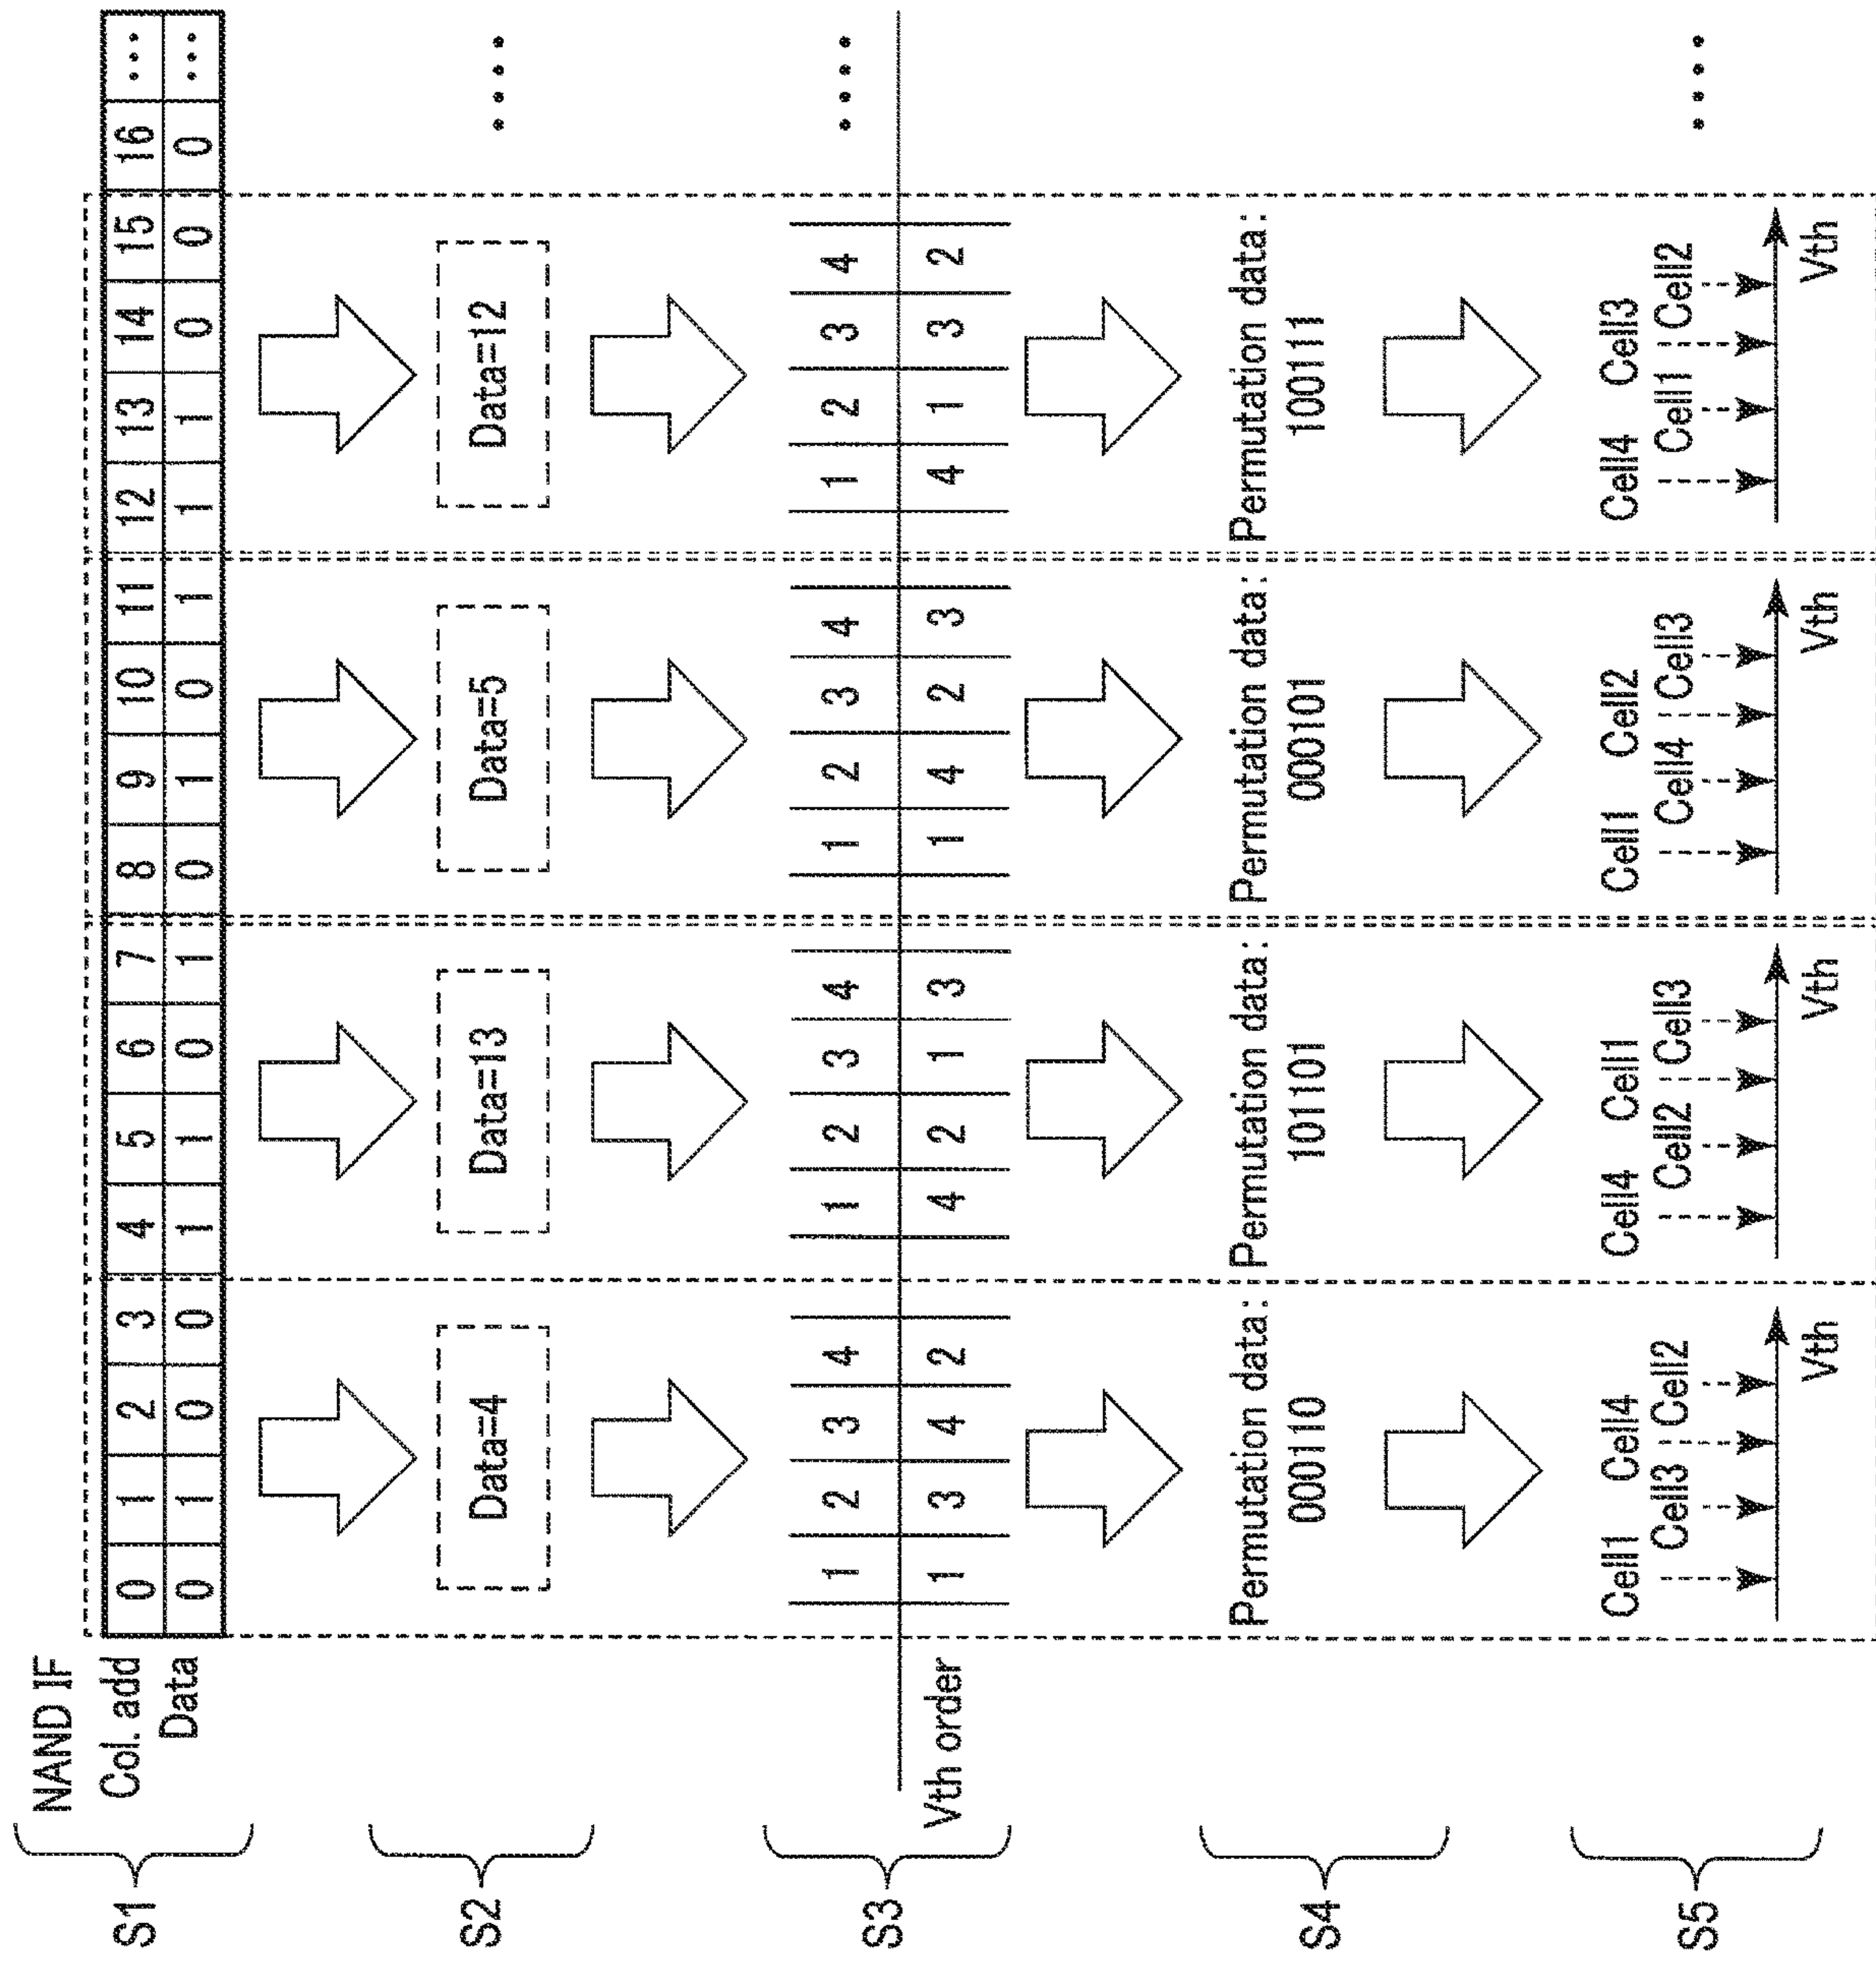 NAND IF
S1
Col. add 0 1 2 3 4 5 6 7 8 9 10 11 12 13 14 15 16 ...
Data 0 1 0 0 1 1 0 1 0 1 0 1 1 1 0 0 0 ...
S2
Data=4 Data=13 Data=5 Data=12 ....
S3
1 2 3 4 1 2 3 4 1 2 3 4 1 2 3 4 ....
Vth order 1 3 4 2 4 2 1 3 1 4 2 3 4 1 3 2
S4
Permutation data: Permutation data: Permutation data: Permutation data:
000110 101101 000101 100111
S5
Cell1 Cell4 Cell4 Cell1 Cell1 Cell2 Cell4 Cell3 ....
Cell3 Cell2 Cell2 Cell3 Cell4 Cell3 Cell1 Cell2
Vth Vth Vth Vth